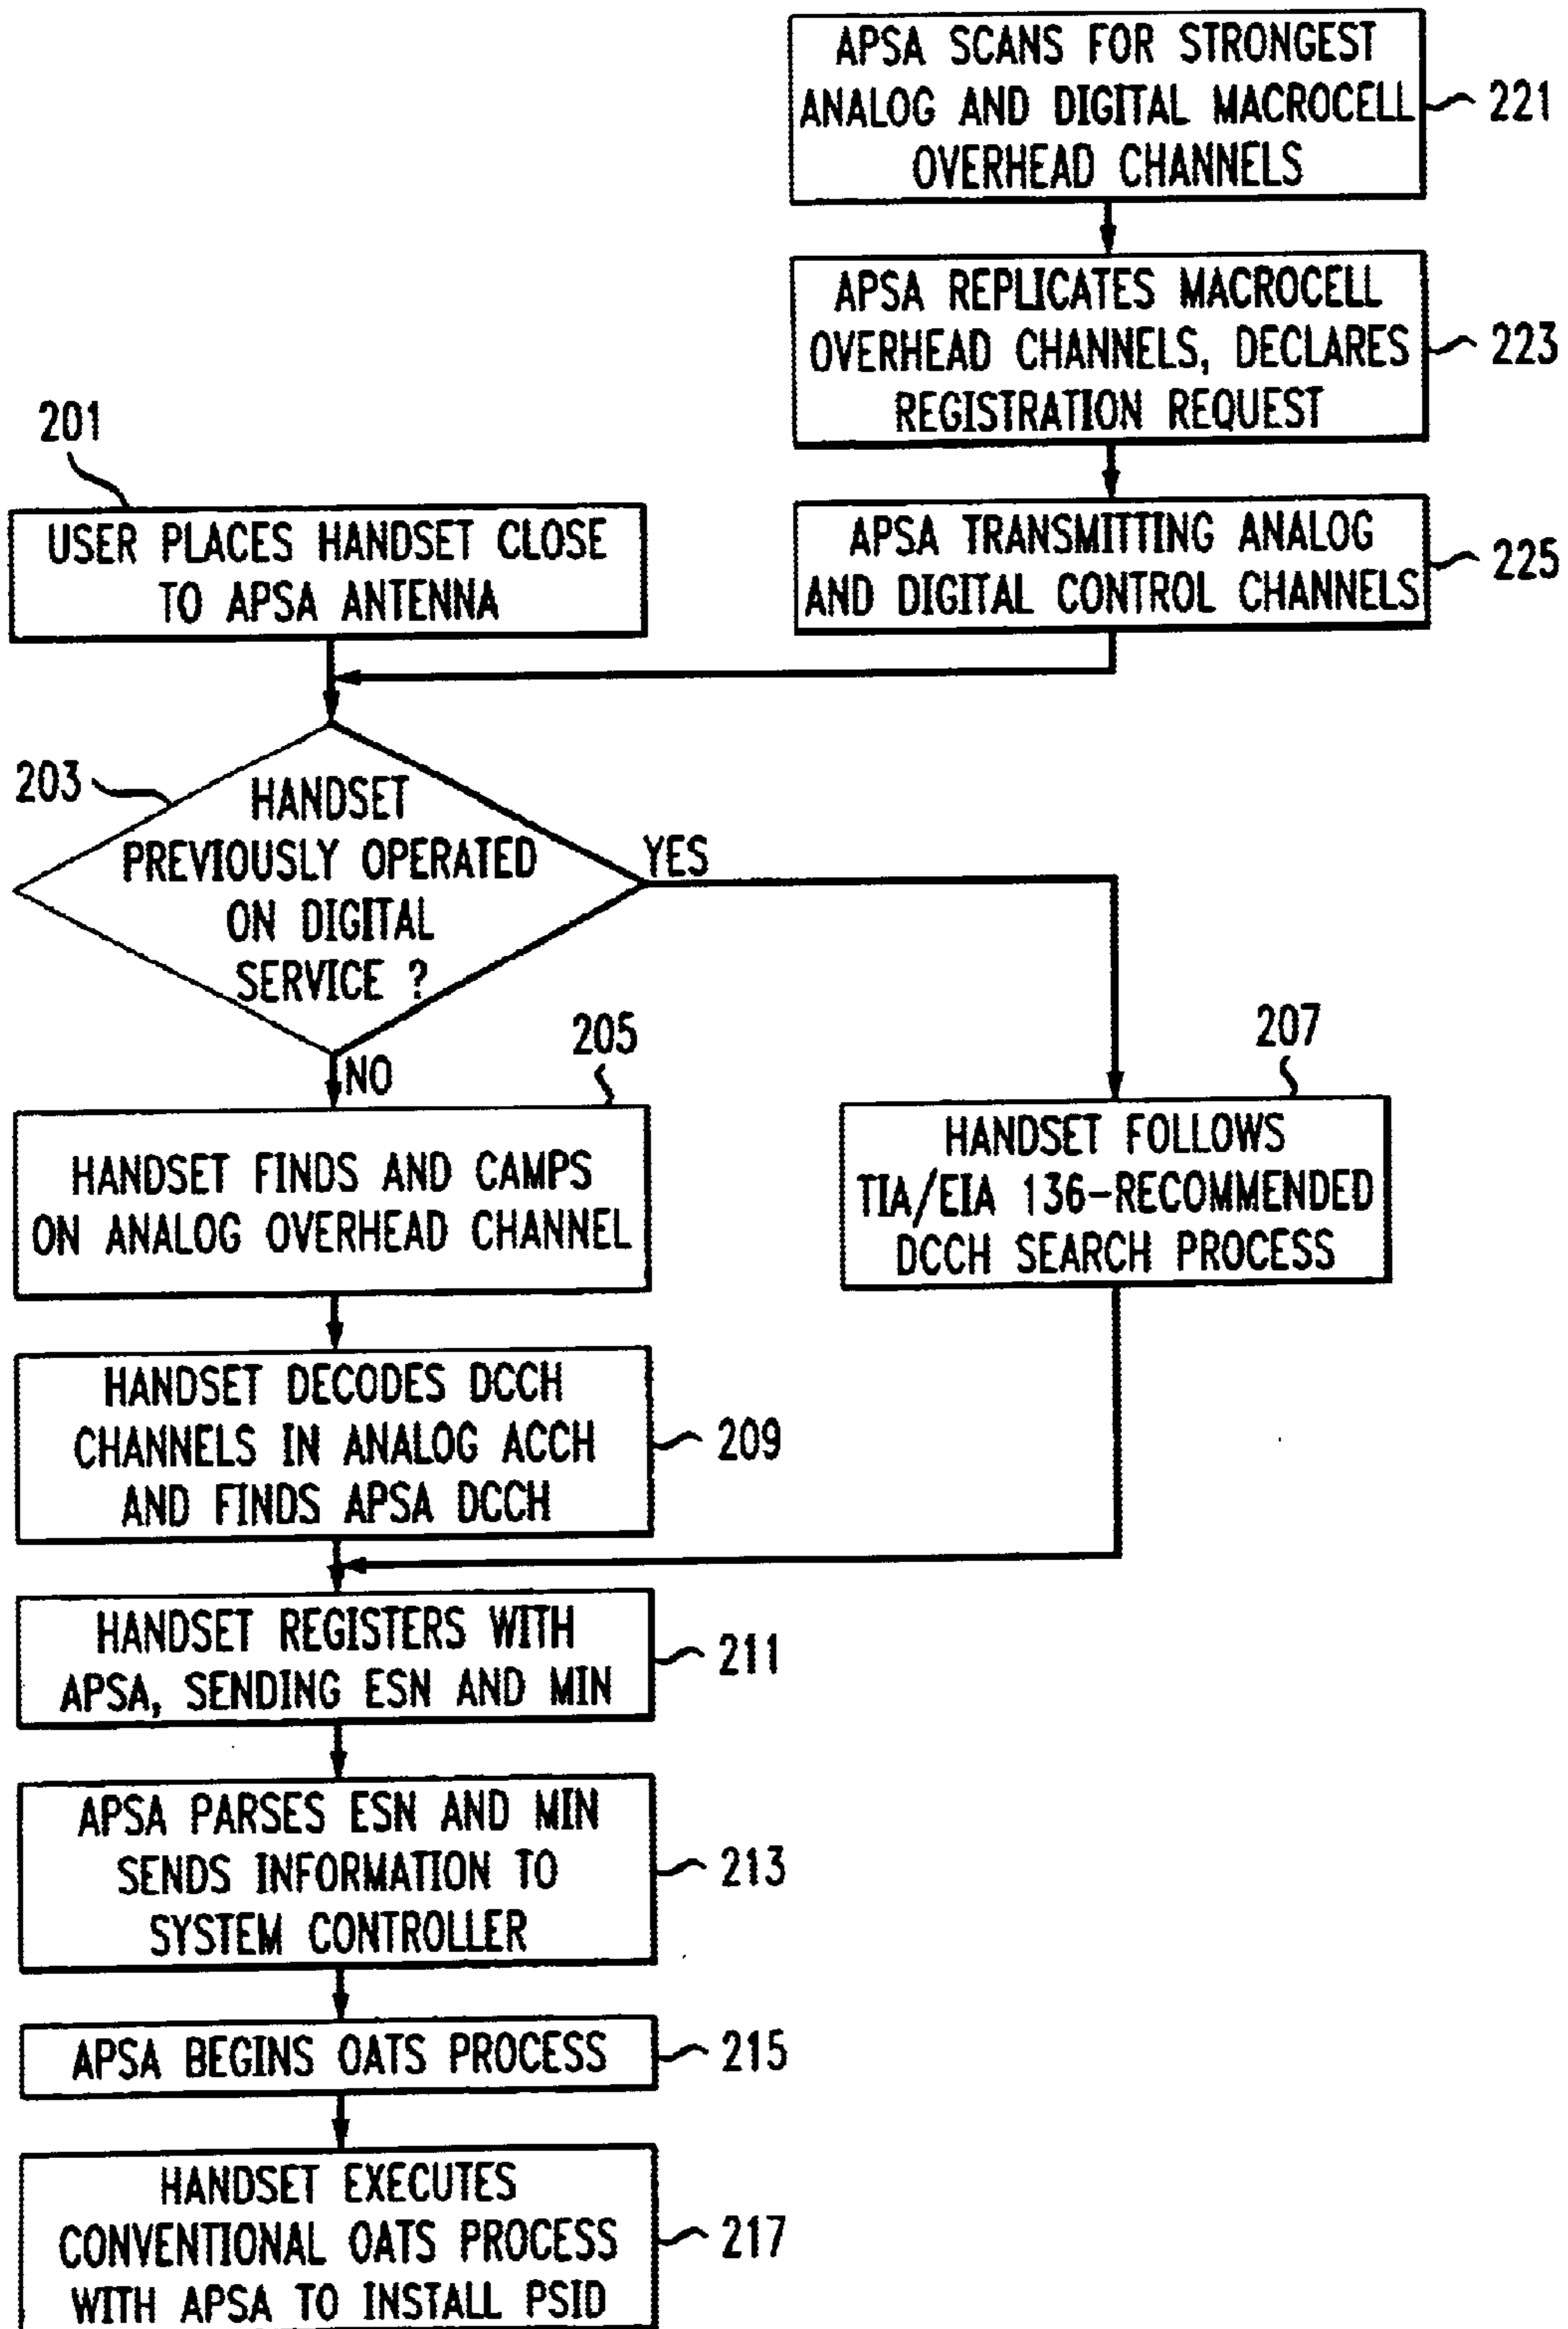 APSA SCANS FOR STRONGEST
ANALOG AND DIGITAL MACROCELL
OVERHEAD CHANNELS
221
APSA REPLICATES MACROCELL
OVERHEAD CHANNELS, DECLARES
REGISTRATION REQUEST
223
201
USER PLACES HANDSET CLOSE
TO APSA ANTENNA
APSA TRANSMITTING ANALOG
AND DIGITAL CONTROL CHANNELS
225
203
HANDSET
PREVIOUSLY OPERATED
ON DIGITAL
SERVICE ?
YES
NO
205
HANDSET FINDS AND CAMPS
ON ANALOG OVERHEAD CHANNEL
207
HANDSET FOLLOWS
TIA/EIA 136-RECOMMENDED
DCCH SEARCH PROCESS
HANDSET DECODES DCCH
CHANNELS IN ANALOG ACCH
AND FINDS APSA DCCH
209
HANDSET REGISTERS WITH
APSA, SENDING ESN AND MIN
211
APSA PARSES ESN AND MIN
SENDS INFORMATION TO
SYSTEM CONTROLLER
213
APSA BEGINS OATS PROCESS
215
HANDSET EXECUTES
CONVENTIONAL OATS PROCESS
WITH APSA TO INSTALL PSID
217